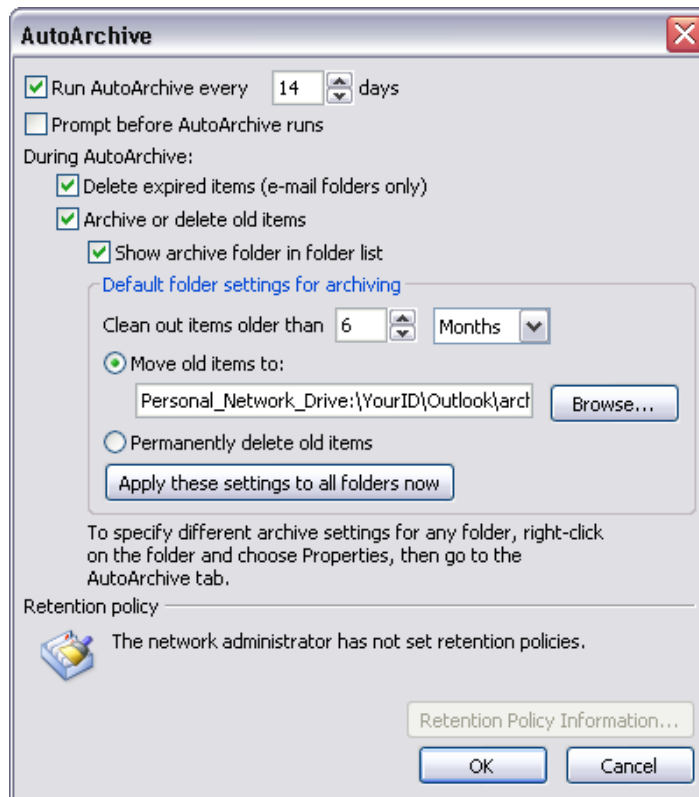 AutoArchive
Run AutoArchive every 14 days
Prompt before AutoArchive runs
During AutoArchive:
Delete expired items (e-mail folders only)
Archive or delete old items
Show archive folder in folder list
Default folder settings for archiving
Clean out items older than 6 Months
Move old items to:
Personal_Network_Drive:\YourID\Outlook\arch Browse...
Permanently delete old items
Apply these settings to all folders now
To specify different archive settings for any folder, right-click
on the folder and choose Properties, then go to the
AutoArchive tab.
Retention policy
The network administrator has not set retention policies.
Retention Policy Information...
OK Cancel